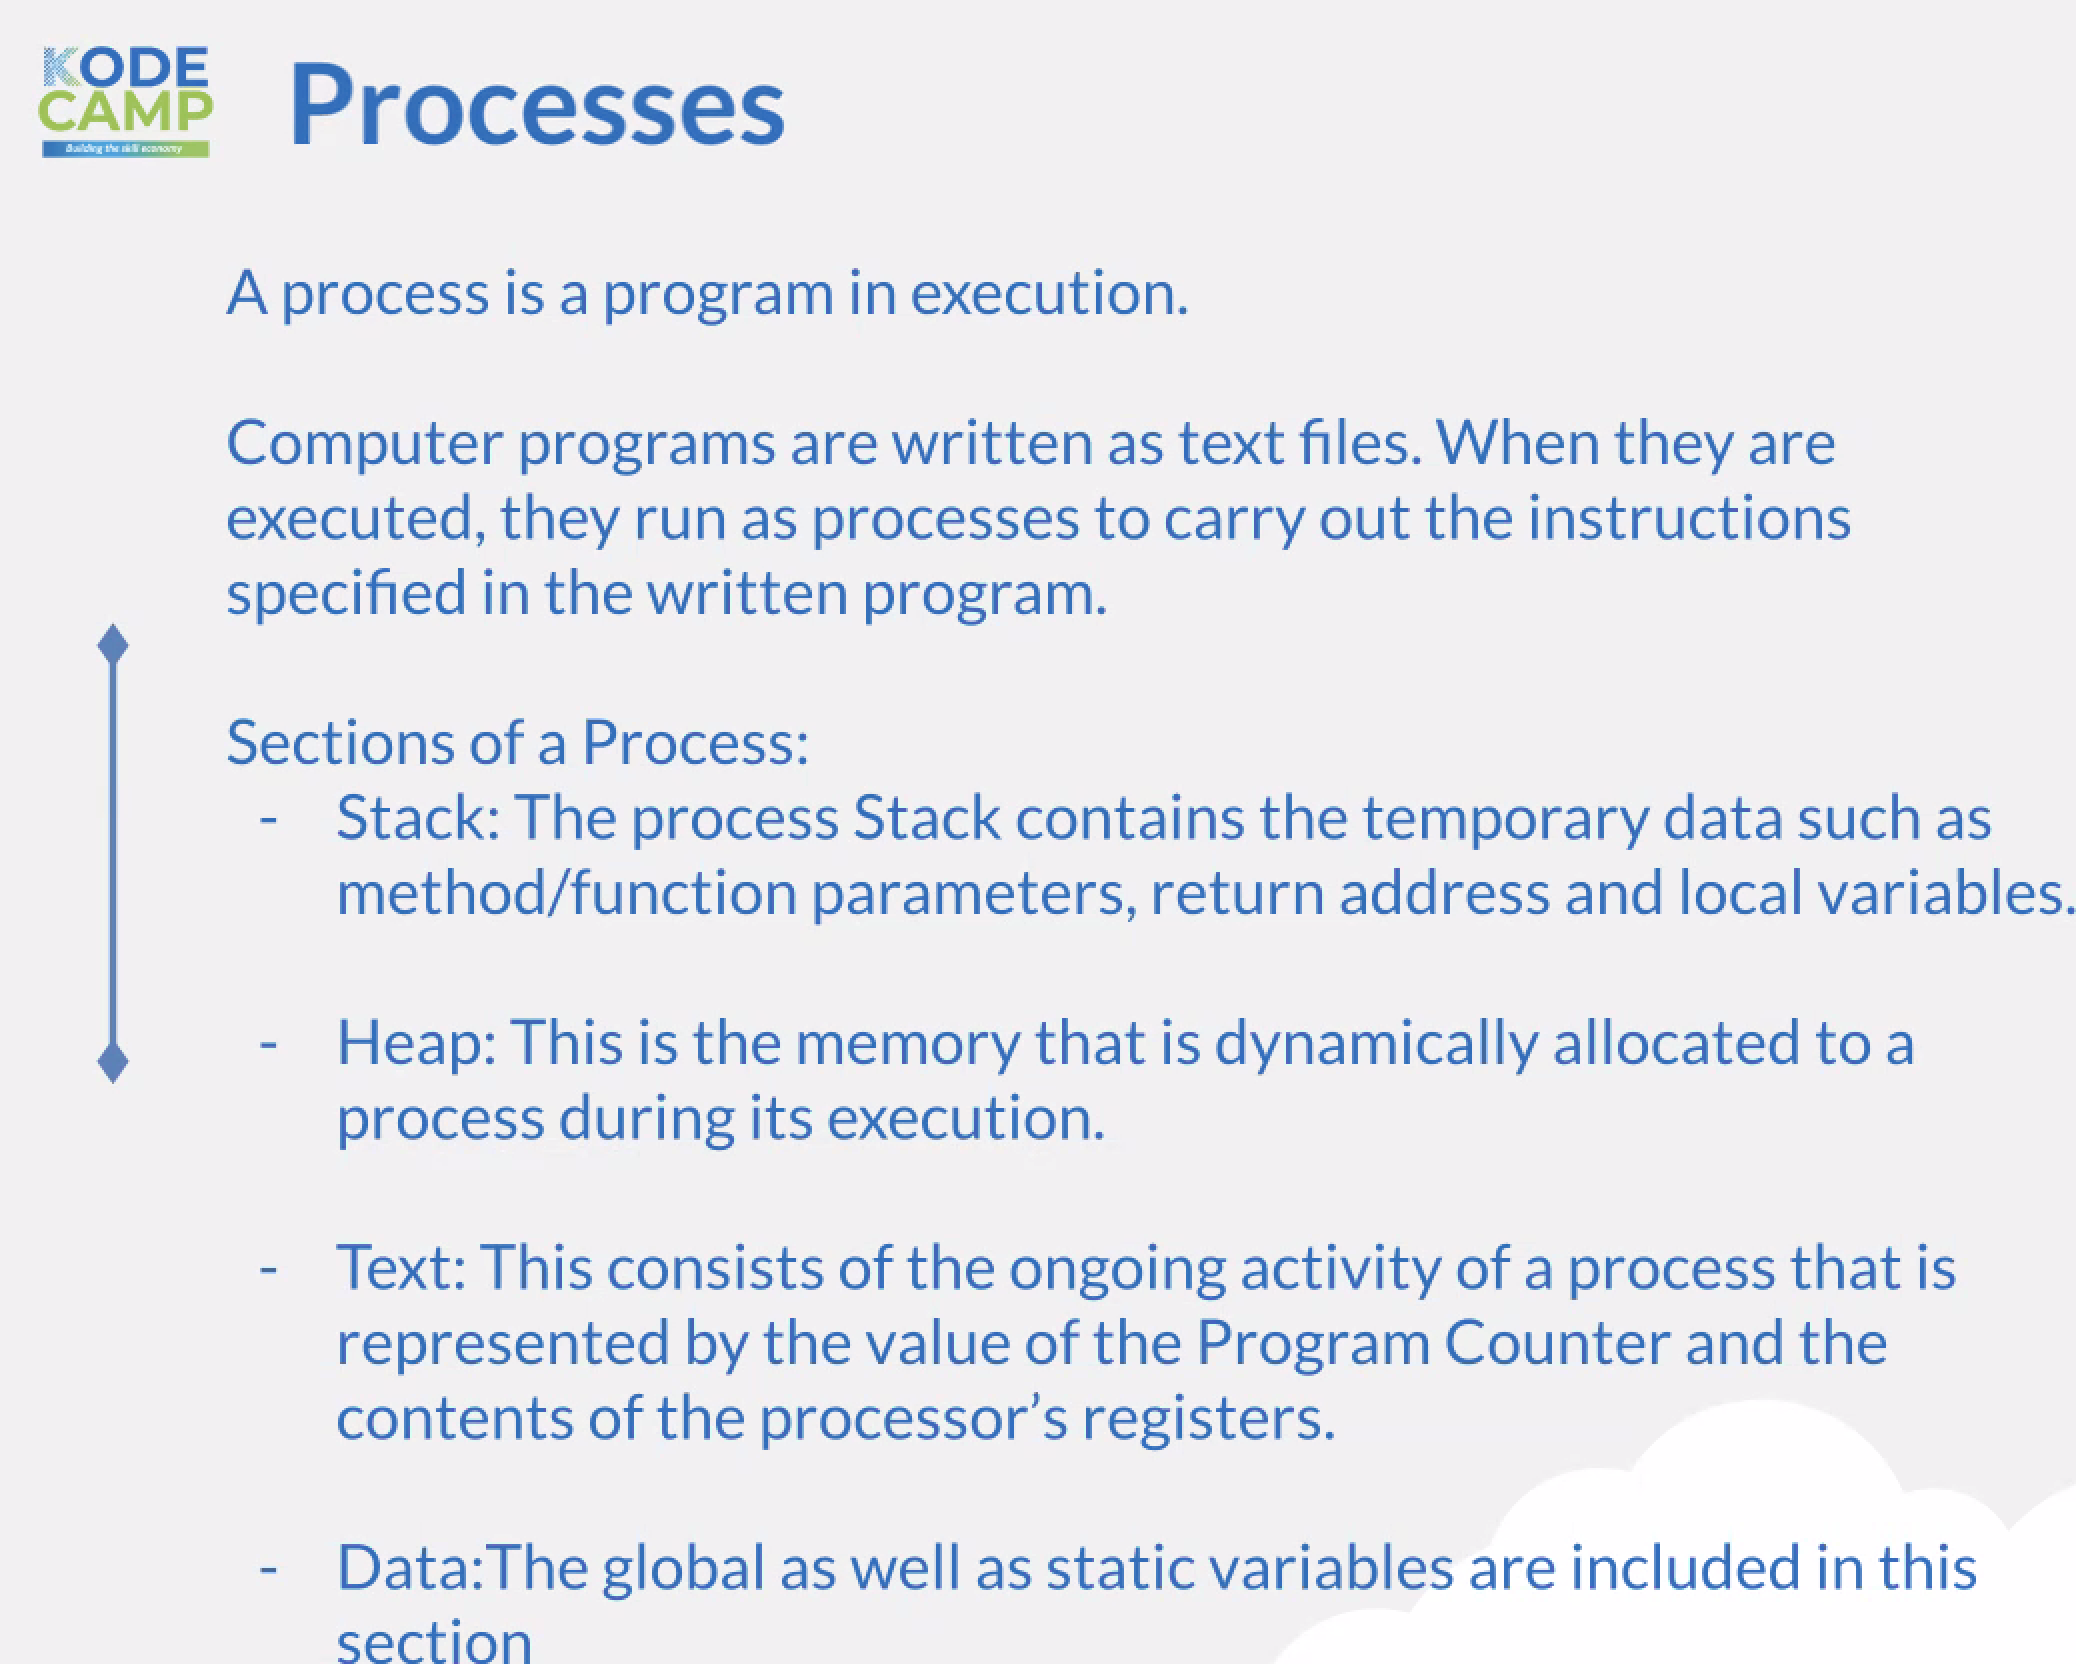 KODE
CAMP
Building the skill economy
Processes
A process is a program in execution.
Computer programs are written as text files. When they are
executed, they run as processes to carry out the instructions
specified in the written program.
Sections of a Process:
- Stack: The process Stack contains the temporary data such as
method/function parameters, return address and local variables.
- Heap: This is the memory that is dynamically allocated to a
process during its execution.
- Text: This consists of the ongoing activity of a process that is
represented by the value of the Program Counter and the
contents of the processor’s registers.
- Data:The global as well as static variables are included in this
section